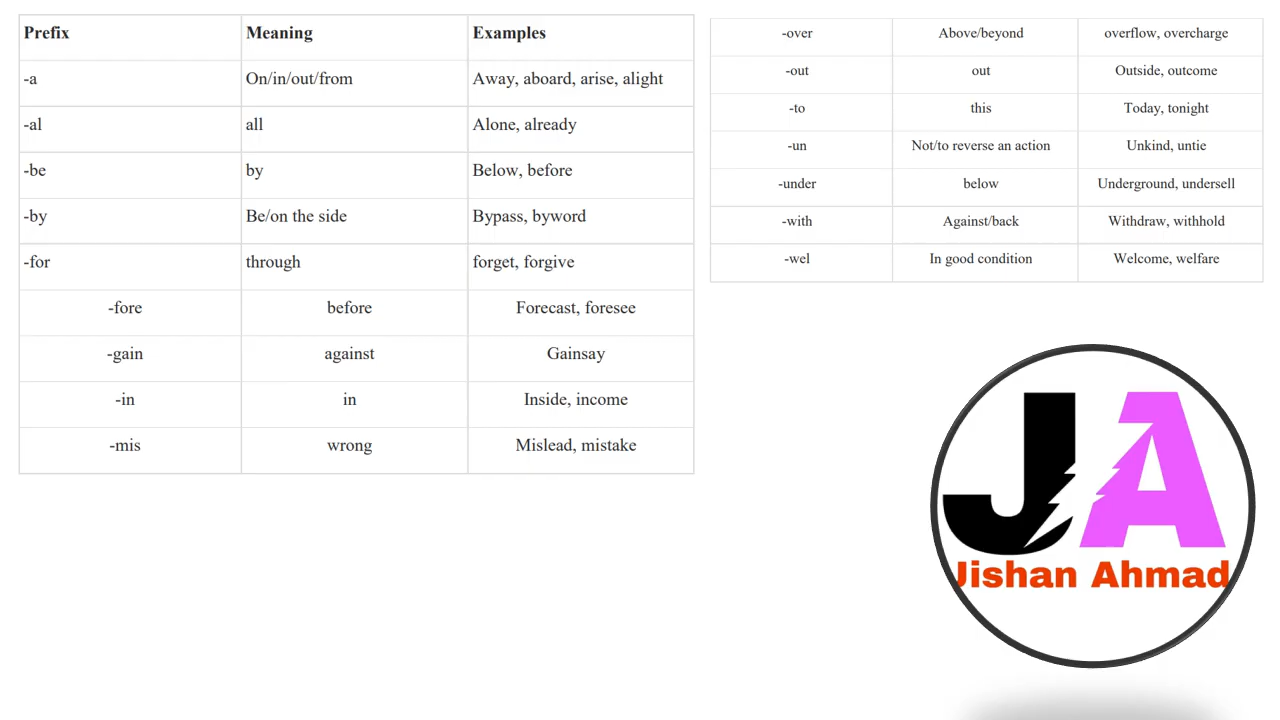 Prefix Meaning Examples
-a On/in/out/from Away, aboard, arise, alight
-al all Alone, already
-be by Below, before
-by Be/on the side Bypass, byword
-for through forget, forgive
-fore before Forecast, foresee
-gain against Gainsay
-in in Inside, income
-mis wrong Mislead, mistake
-over Above/beyond overflow, overcharge
-out out Outside, outcome
-to this Today, tonight
-un Not/to reverse an action Unkind, untie
-under below Underground, undersell
-with Against/back Withdraw, withhold
-wel In good condition Welcome, welfare
JA
Jishan Ahmad